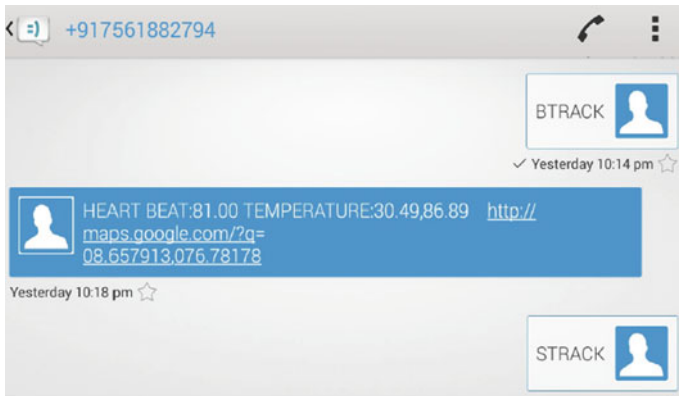 =)
+917561882794
BTRACK
Yesterday 10:14 pm
HEART BEAT:81.00 TEMPERATURE:30.49,86.89 http://
maps.google.com/?q=
08.657913,076.78178
Yesterday 10:18 pm
STRACK